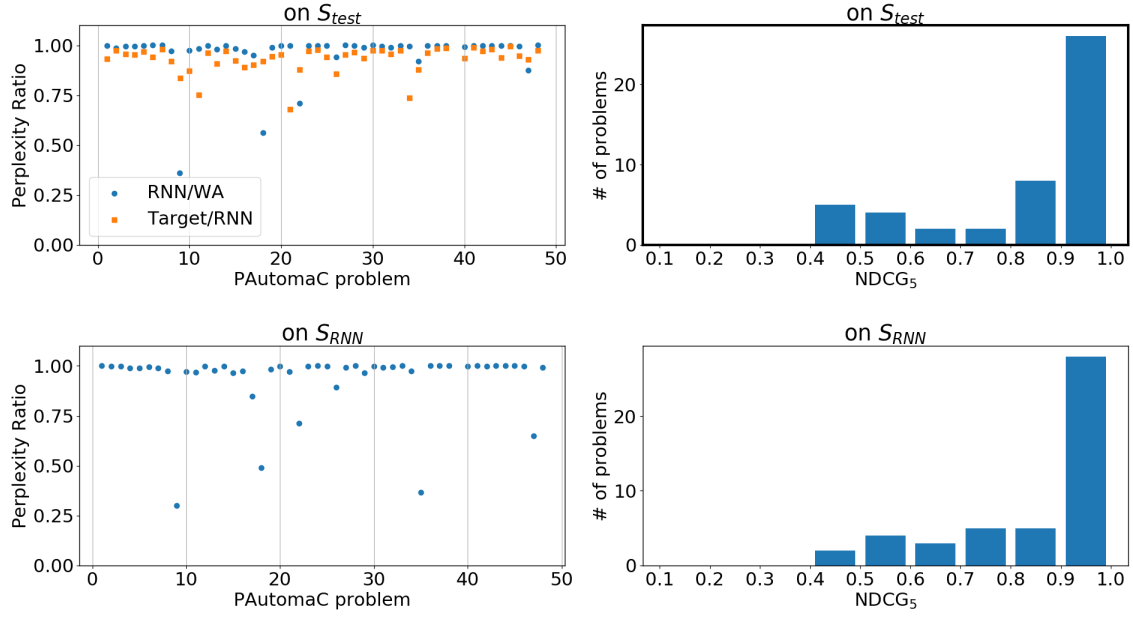 on S_test
Perplexity Ratio
1.00
0.75
0.50
0.25
0.00
RNN/WA
Target/RNN
0 10 20 30 40 50
PAutomaC problem
on S_test
# of problems
20
10
0
0.1 0.2 0.3 0.4 0.5 0.6 0.7 0.8 0.9 1.0
NDCG₅
on S_RNN
Perplexity Ratio
1.00
0.75
0.50
0.25
0.00
0 10 20 30 40 50
PAutomaC problem
on S_RNN
# of problems
20
10
0
0.1 0.2 0.3 0.4 0.5 0.6 0.7 0.8 0.9 1.0
NDCG₅